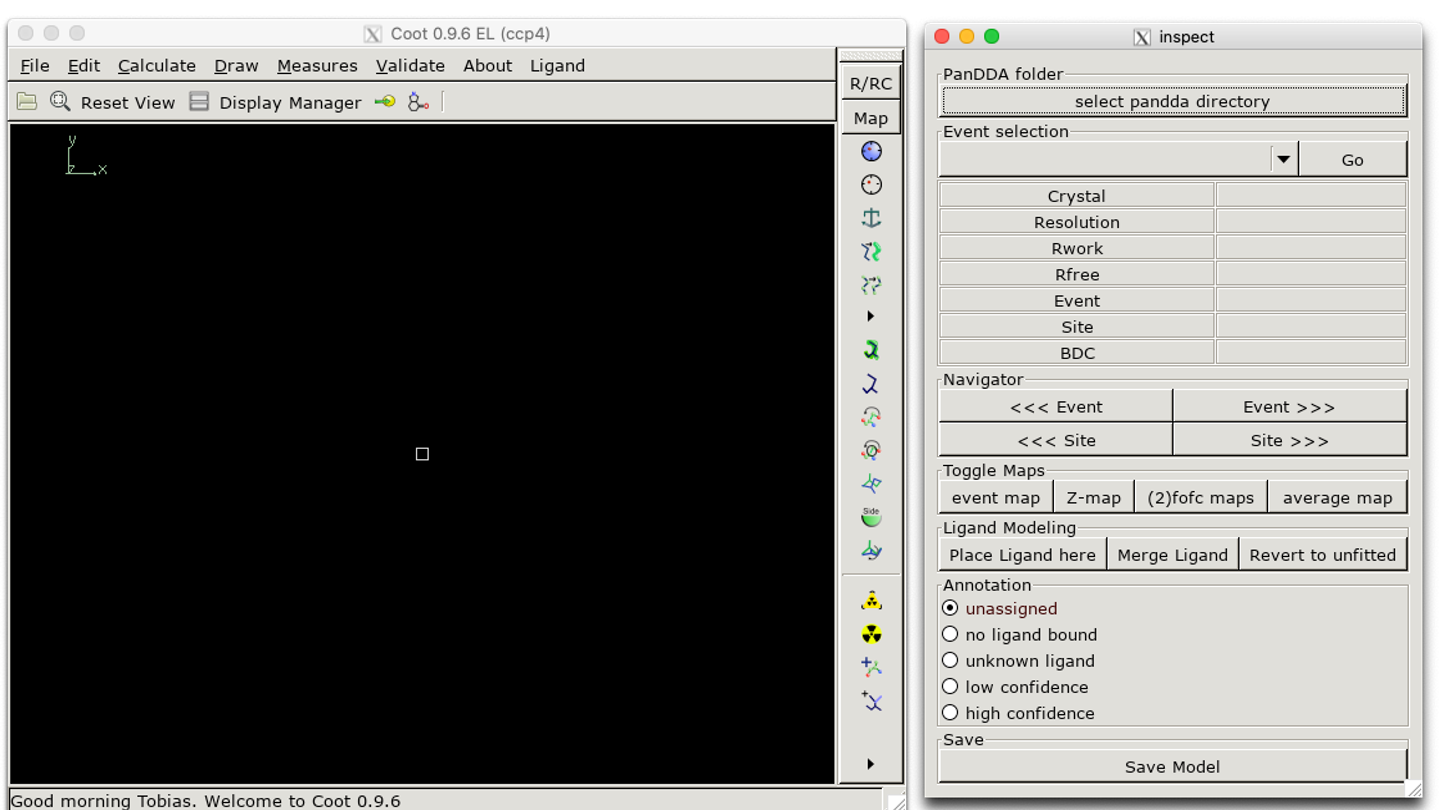 Coot 0.9.6 EL (ccp4)
File Edit Calculate Draw Measures Validate About Ligand
Reset View Display Manager
R/RC
Map
y
z x
Side
Good morning Tobias. Welcome to Coot 0.9.6
inspect
PanDDA folder
select pandda directory
Event selection
Go
Crystal
Resolution
Rwork
Rfree
Event
Site
BDC
Navigator
<<< Event Event >>>
<<< Site Site >>>
Toggle Maps
event map Z-map (2)fofc maps average map
Ligand Modeling
Place Ligand here Merge Ligand Revert to unfitted
Annotation
unassigned
no ligand bound
unknown ligand
low confidence
high confidence
Save
Save Model